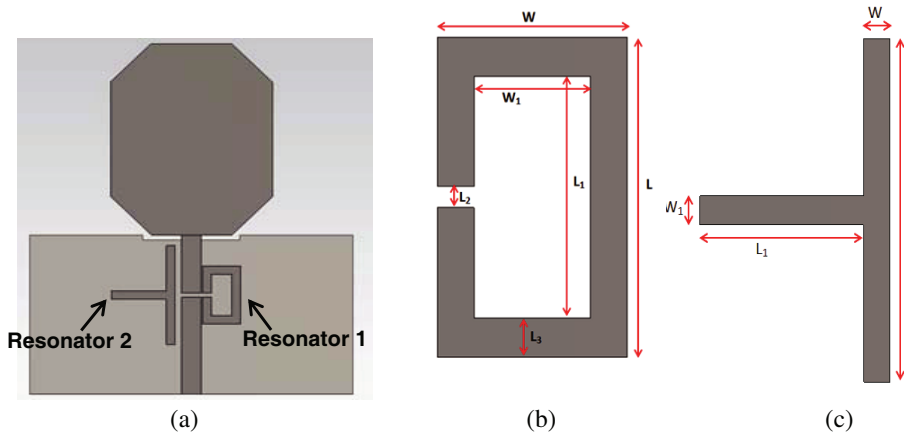 Resonator 2
Resonator 1
(a)
W
W₁
L₁
L₂
L
L₃
(b)
W
W₁
L₁
(c)